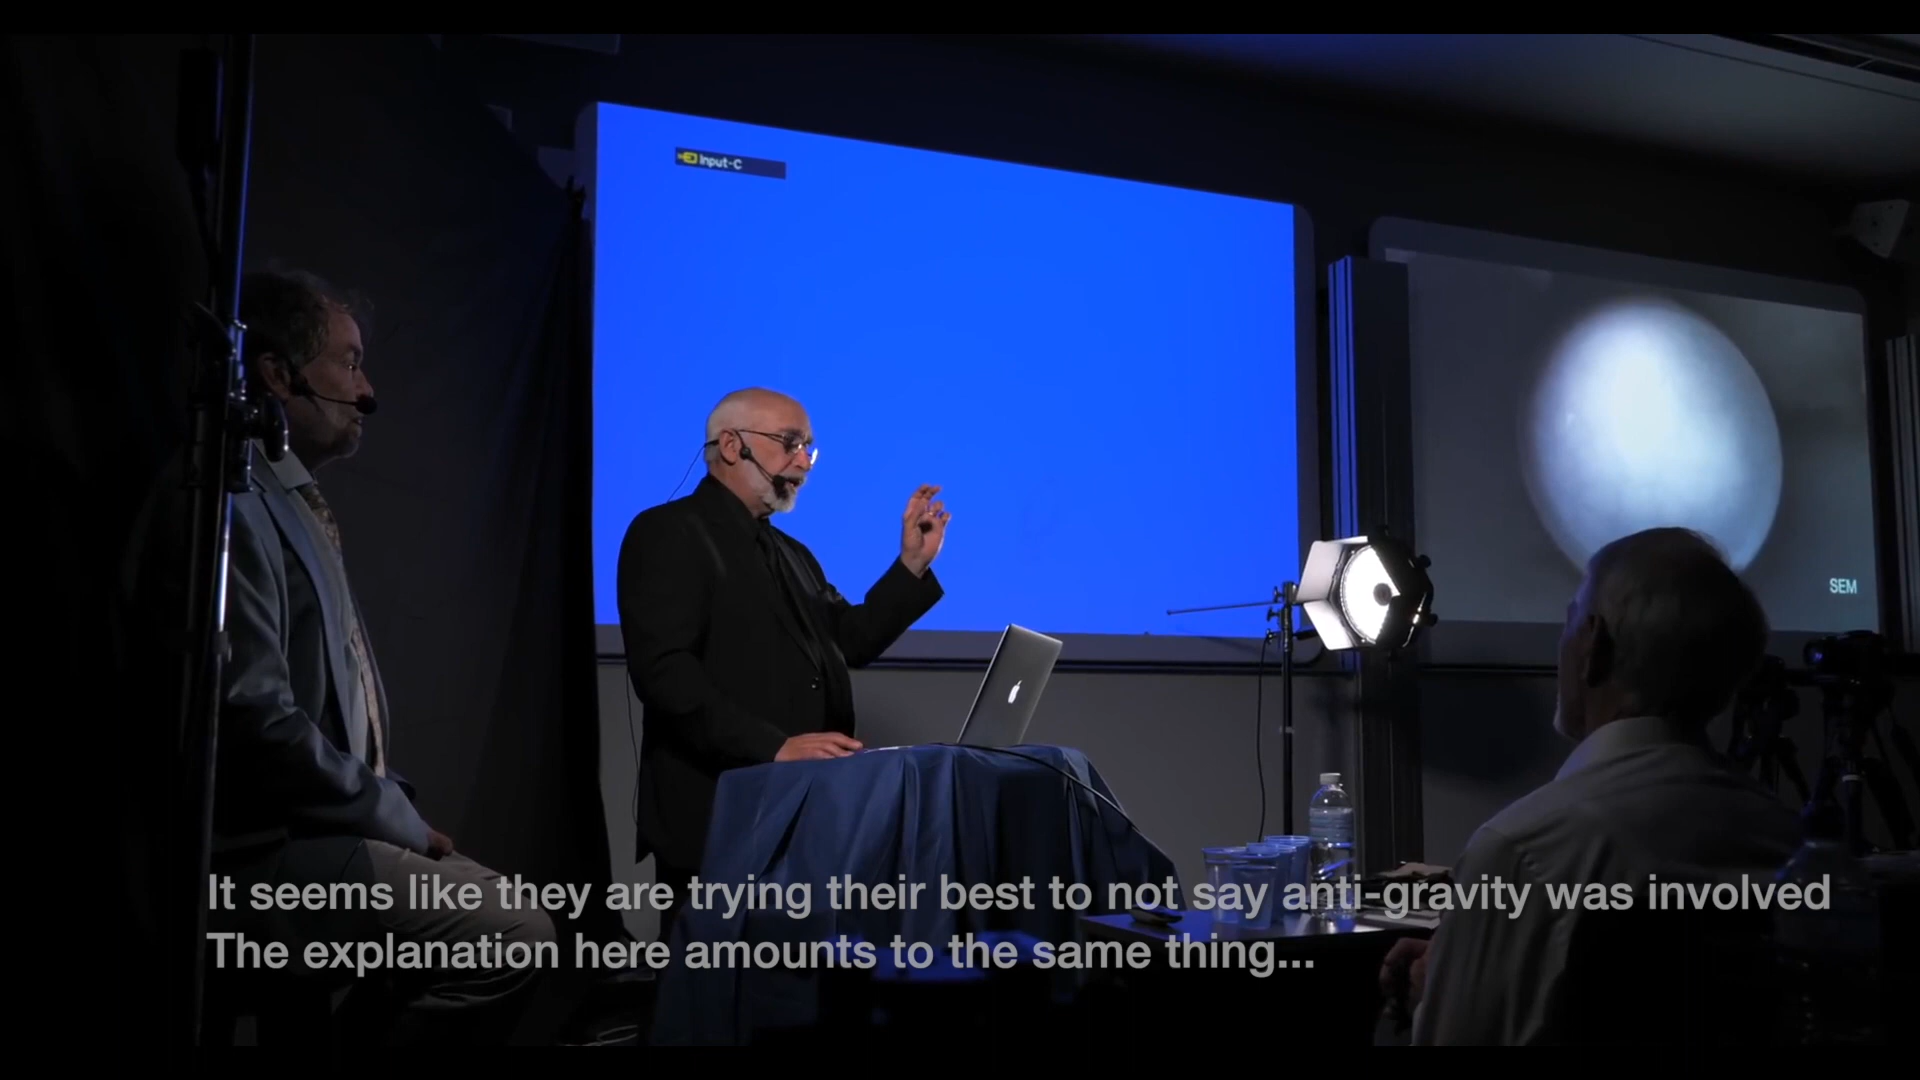 Input-C
SEM
It seems like they are trying their best to not say anti-gravity was involved
The explanation here amounts to the same thing...